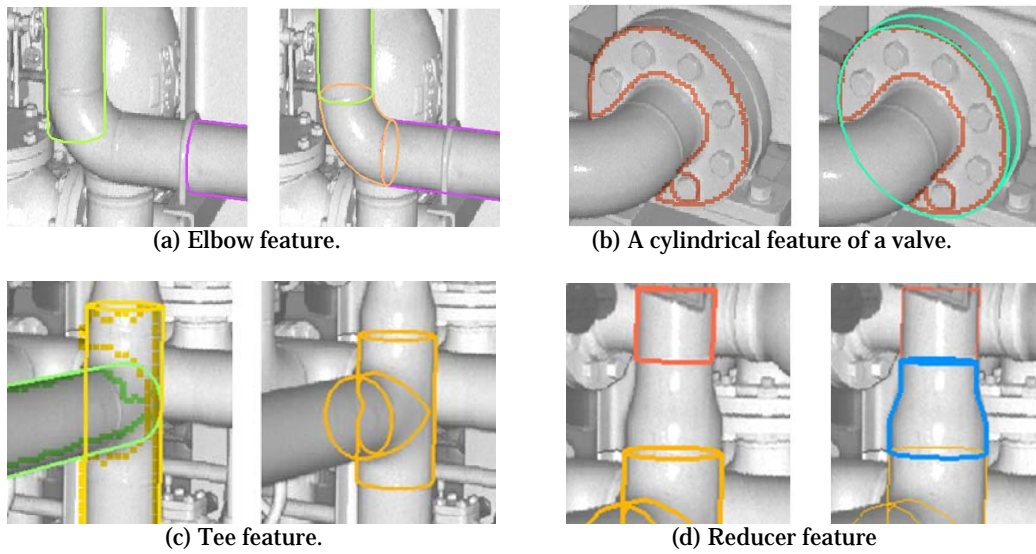 (a) Elbow feature.
(b) A cylindrical feature of a valve.
(c) Tee feature.
(d) Reducer feature